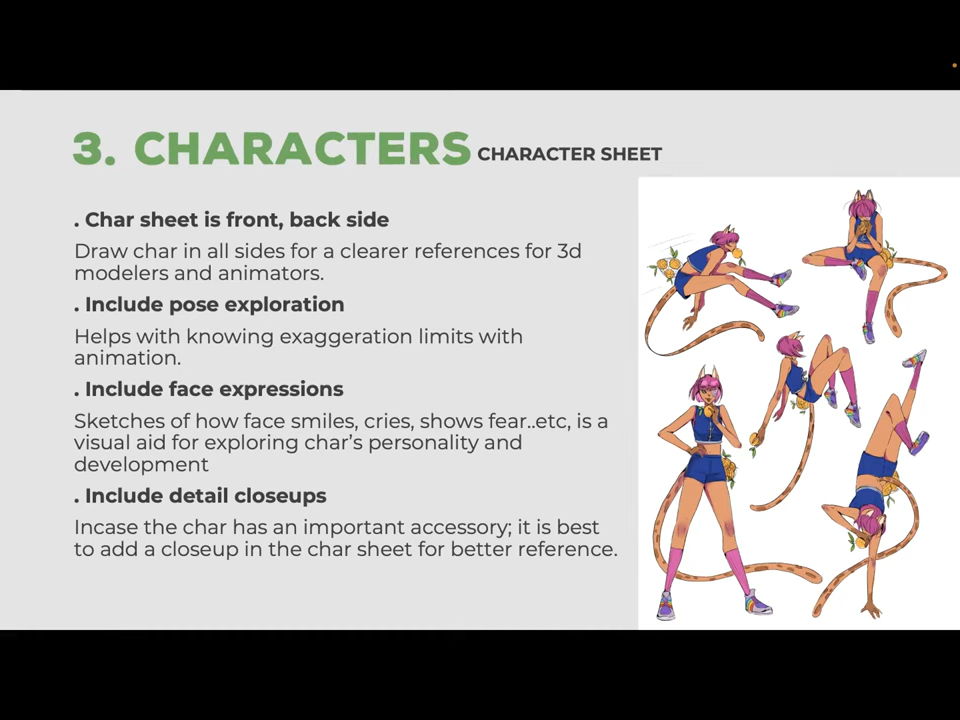 3. CHARACTERS CHARACTER SHEET
. Char sheet is front, back side
Draw char in all sides for a clearer references for 3d
modelers and animators.
. Include pose exploration
Helps with knowing exaggeration limits with
animation.
. Include face expressions
Sketches of how face smiles, cries, shows fear..etc, is a
visual aid for exploring char’s personality and
development
. Include detail closeups
Incase the char has an important accessory; it is best
to add a closeup in the char sheet for better reference.